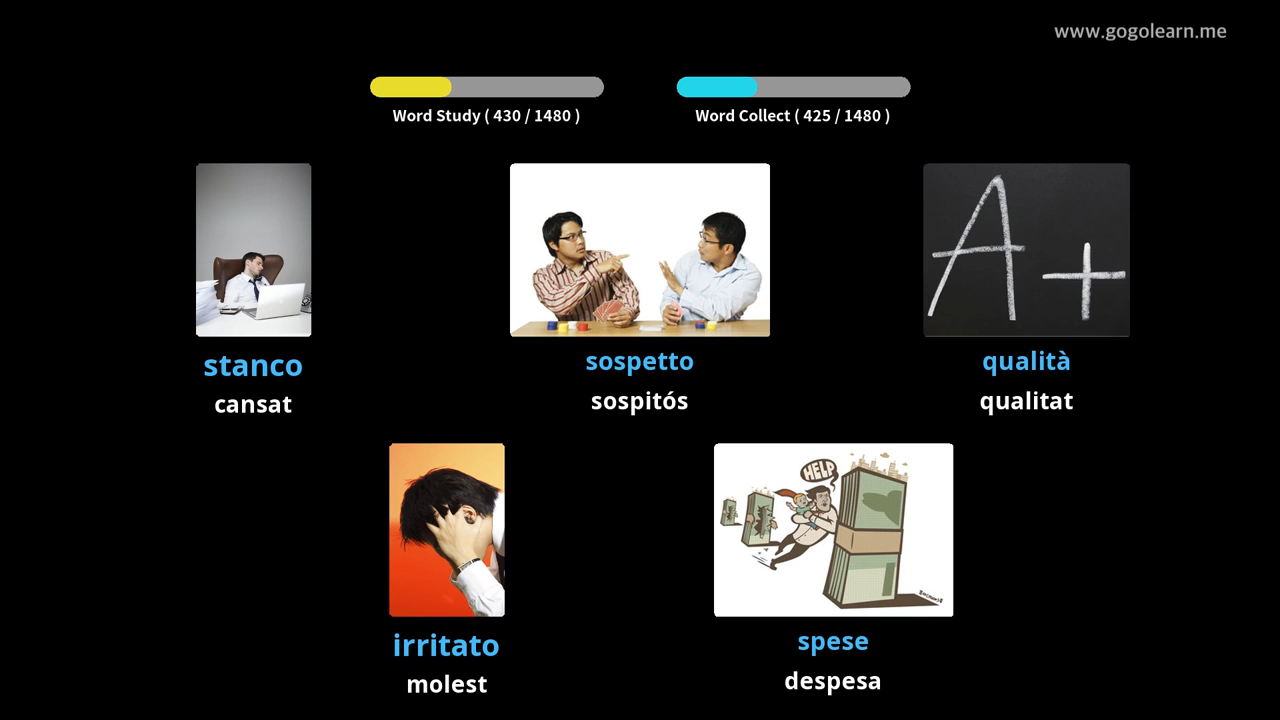 www.gogolearn.me
Word Study ( 430 / 1480 )
Word Collect ( 425 / 1480 )
A+
stanco
sospetto
qualità
cansat
sospitós
qualitat
HELP
irritato
spese
molest
despesa